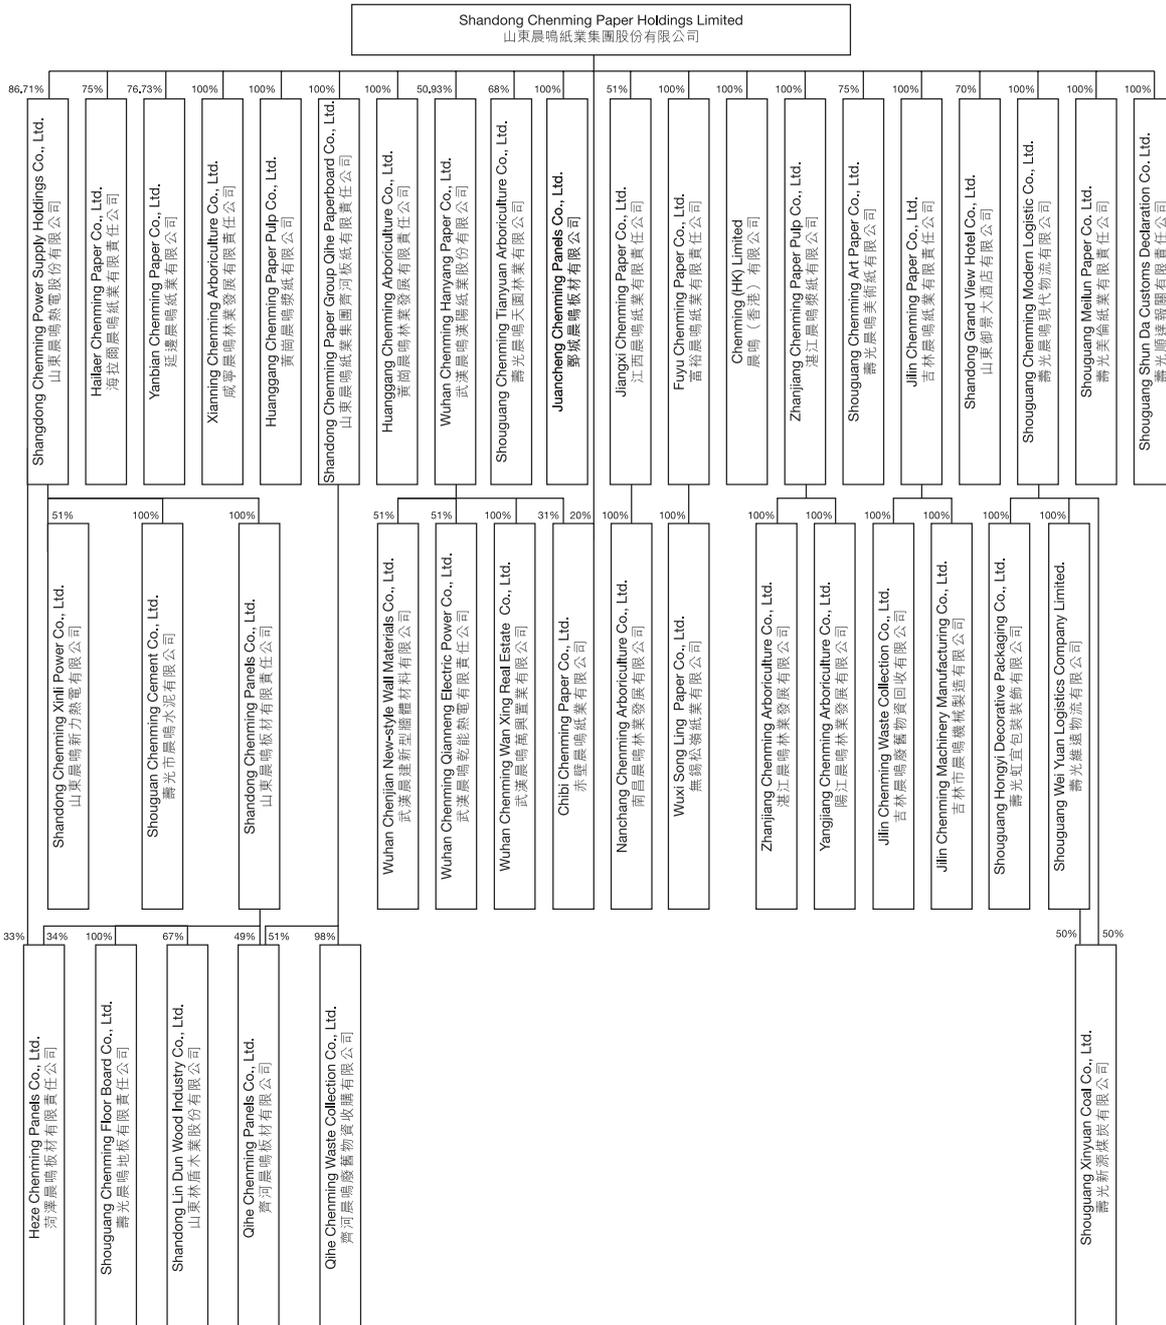 Shandong Chenming Paper Holdings Limited
山東晨鳴紙業集團股份有限公司
86.71%
75%
76.73%
100%
100%
100%
100%
50.93%
68%
100%
51%
100%
100%
100%
75%
100%
70%
100%
100%
100%
Shangdong Chenming Power Supply Holdings Co., Ltd.
山東晨鳴熱電股份有限公司
Hailaer Chenming Paper Co., Ltd.
海拉爾晨鳴紙業有限責任公司
Yanbian Chenming Paper Co., Ltd.
延邊晨鳴紙業有限公司
Xianning Chenming Arboriculture Co., Ltd.
咸寧晨鳴林業發展有限責任公司
Huanggang Chenming Paper Pulp Co., Ltd.
黃岡晨鳴漿紙有限公司
Shandong Chenming Paper Group Qihe Paperboard Co., Ltd.
山東晨鳴紙業集團齊河板紙有限責任公司
Huanggang Chenming Arboriculture Co., Ltd.
黃崗晨鳴林業發展有限責任公司
Wuhan Chenming Hanyang Paper Co., Ltd.
武漢晨鳴漢陽紙業股份有限公司
Shouguang Chenming Tianyuan Arboriculture Co., Ltd.
壽光晨鳴天園林業有限公司
Juancheng Chenming Panels Co., Ltd.
鄄城晨鳴板材有限公司
Jiangxi Chenming Paper Co., Ltd.
江西晨鳴紙業有限責任公司
Fuyu Chenming Paper Co., Ltd.
富裕晨鳴紙業有限責任公司
Chenming (HK) Limited
晨鳴（香港）有限公司
Zhanjiang Chenming Paper Pulp Co., Ltd.
湛江晨鳴漿紙有限公司
Shouguang Chenming Art Paper Co., Ltd.
壽光晨鳴美術紙有限公司
Jilin Chenming Paper Co., Ltd.
吉林晨鳴紙業有限責任公司
Shandong Grand View Hotel Co., Ltd.
山東御景大酒店有限公司
Shouguang Chenming Modern Logistic Co., Ltd.
壽光晨鳴現代物流有限公司
Shouguang Meilun Paper Co., Ltd.
壽光美倫紙業有限責任公司
Shouguang Shun Da Customs Declaration Co. Ltd.
壽光順達報關有限責任公司
51%
100%
100%
51%
51%
100%
31%
20%
100%
100%
100%
100%
100%
100%
100%
100%
Shandong Chenming Xinli Power Co., Ltd.
山東晨鳴新力熱電有限公司
Shouguan Chenming Cement Co., Ltd.
壽光市晨鳴水泥有限公司
Shandong Chenming Panels Co., Ltd.
山東晨鳴板材有限責任公司
Wuhan Chenjian New-style Wall Materials Co., Ltd.
武漢晨建新型牆體材料有限公司
Wuhan Chenming Qianneng Electric Power Co., Ltd.
武漢晨鳴乾能熱電有限責任公司
Wuhan Chenming Wan Xing Real Estate Co., Ltd.
武漢晨鳴萬興置業有限公司
Chibi Chenming Paper Co., Ltd.
赤壁晨鳴紙業有限公司
Nanchang Chenming Arboriculture Co., Ltd.
南昌晨鳴林業發展有限公司
Wuxi Song Ling Paper Co., Ltd.
無錫松嶺紙業有限公司
Zhanjiang Chenming Arboriculture Co., Ltd.
湛江晨鳴林業發展有限公司
Yangjiang Chenming Arboriculture Co., Ltd.
陽江晨鳴林業發展有限公司
Jilin Chenming Waste Collection Co., Ltd.
吉林晨鳴廢舊物資回收有限公司
Jilin Chenming Machinery Manufacturing Co., Ltd.
吉林市晨鳴機械製造有限公司
Shouguang Hongyi Decorative Packaging Co., Ltd.
壽光虹宜包裝裝飾有限公司
Shouguang Wei Yuan Logistics Company Limited.
壽光維遠物流有限公司
33%
34%
100%
67%
49%
51%
98%
50%
50%
Heze Chenming Panels Co., Ltd.
菏澤晨鳴板材有限責任公司
Shouguang Chenming Floor Board Co., Ltd.
壽光晨鳴地板有限責任公司
Shandong Lin Dun Wood Industry Co., Ltd.
山東林盾木業股份有限公司
Qihe Chenming Panels Co., Ltd.
齊河晨鳴板材有限公司
Qihe Chenming Waste Collection Co., Ltd.
齊河晨鳴廢舊物資收購有限公司
Shouguang Xinyuan Coal Co., Ltd.
壽光新源煤炭有限公司